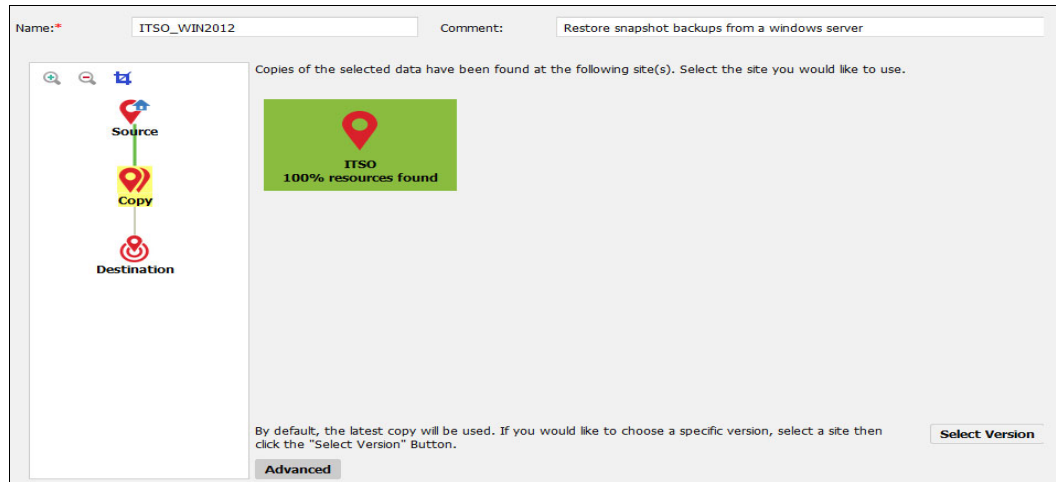 Name:* ITSO_WIN2012 Comment: Restore snapshot backups from a windows server
Source
Copy
Destination
Copies of the selected data have been found at the following site(s). Select the site you would like to use.
ITSO
100% resources found
By default, the latest copy will be used. If you would like to choose a specific version, select a site then
click the "Select Version" Button.
Select Version
Advanced